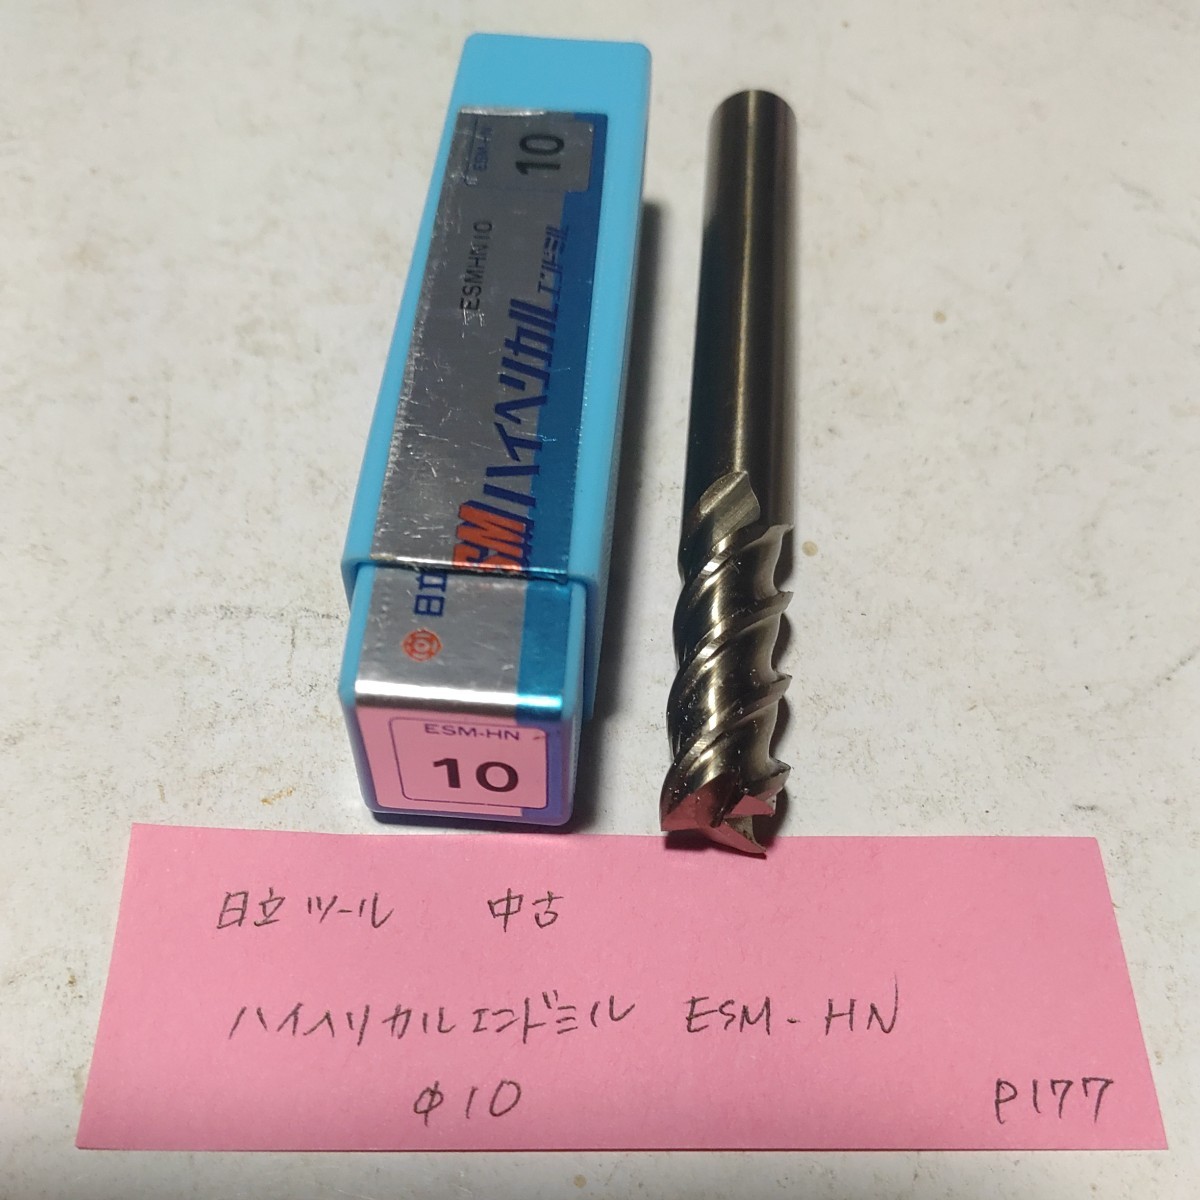 ESM-HN
10
ESMHN10
日立
SMハイヘリカルエンドミル
ESM-HN
10
日立ツール 中古
ハイヘリカルエンドミル ESM-HN
φ10 P177